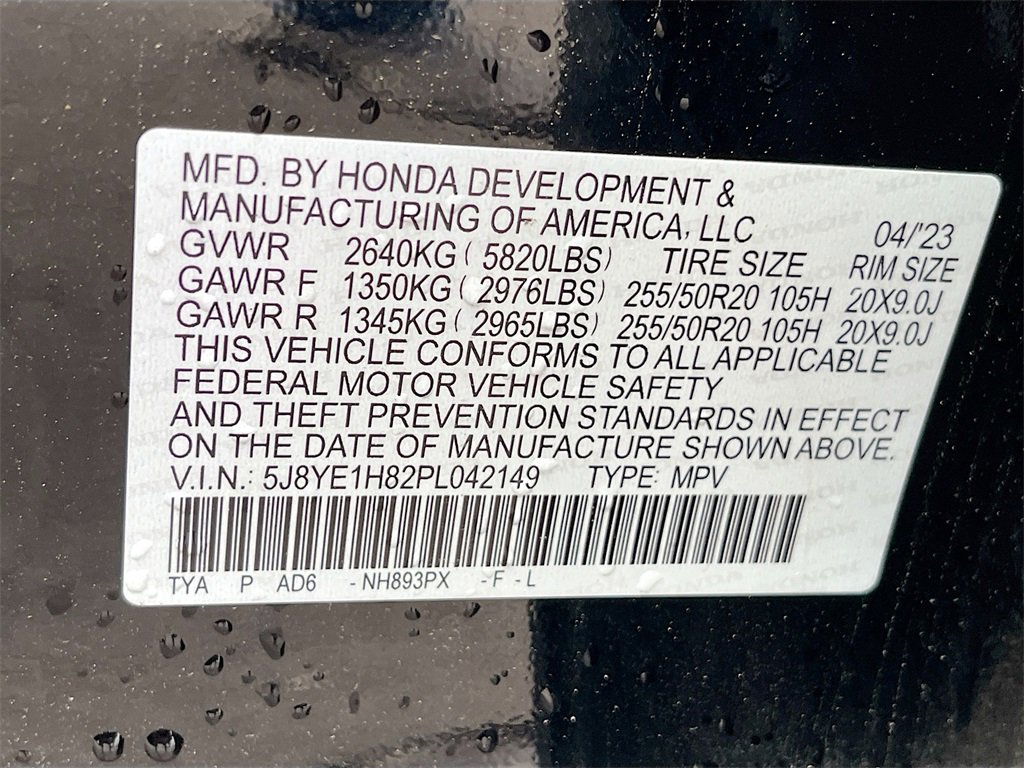 MFD. BY HONDA DEVELOPMENT &
MANUFACTURING OF AMERICA, LLC 04/'23
GVWR 2640KG ( 5820LBS) TIRE SIZE RIM SIZE
GAWR F 1350KG ( 2976LBS) 255/50R20 105H 20X9.0J
GAWR R 1345KG ( 2965LBS) 255/50R20 105H 20X9.0J
THIS VEHICLE CONFORMS TO ALL APPLICABLE
FEDERAL MOTOR VEHICLE SAFETY
AND THEFT PREVENTION STANDARDS IN EFFECT
ON THE DATE OF MANUFACTURE SHOWN ABOVE.
V.I.N.: 5J8YE1H82PL042149 TYPE: MPV
TYA P AD6 -NH893PX -F - L